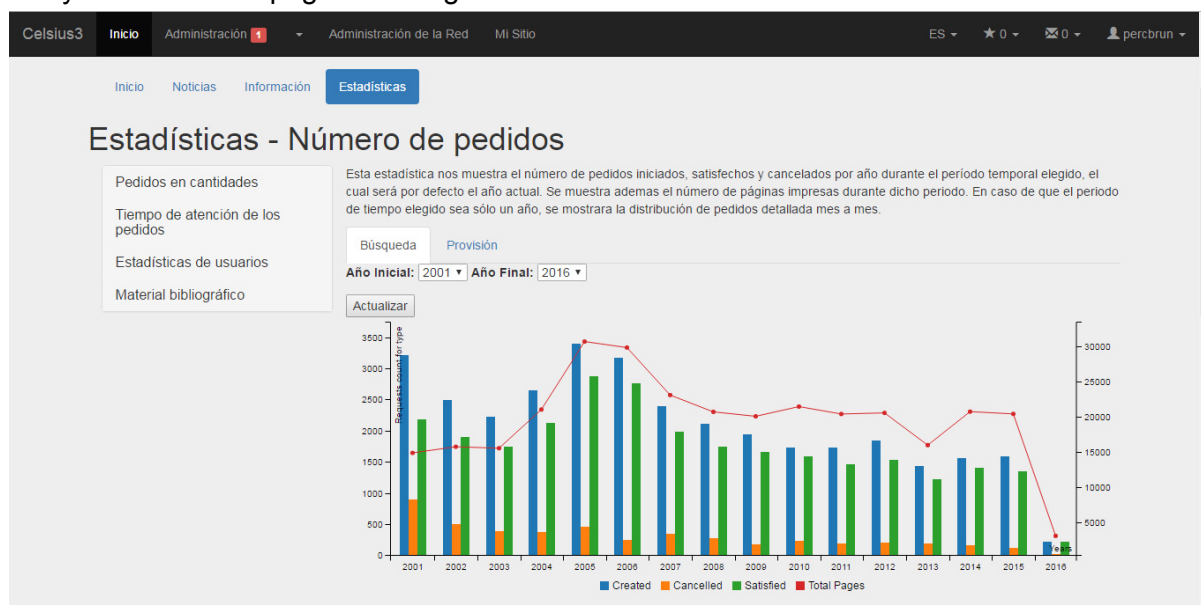 Celsius3 Inicio Administración 1 Administración de la Red Mi Sitio ES 0 0 percbrun
Inicio Noticias Información Estadísticas
Estadísticas - Número de pedidos
Pedidos en cantidades
Tiempo de atención de los
pedidos
Estadísticas de usuarios
Material bibliográfico
Esta estadística nos muestra el número de pedidos iniciados, satisfechos y cancelados por año durante el período temporal elegido, el
cual será por defecto el año actual. Se muestra ademas el número de páginas impresas durante dicho periodo. En caso de que el periodo
de tiempo elegido sea sólo un año, se mostrara la distribución de pedidos detallada mes a mes.
Búsqueda Provisión
Año Inicial: 2001 Año Final: 2016
Actualizar
Requests count for type
3500
3000
2500
2000
1500
1000
500
0
30000
25000
20000
15000
10000
5000
Years
2001 2002 2003 2004 2005 2006 2007 2008 2009 2010 2011 2012 2013 2014 2015 2016
Created Cancelled Satisfied Total Pages